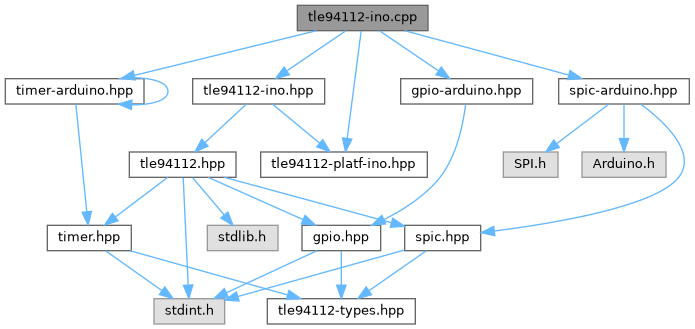 tle94112-ino.cpp
timer-arduino.hpp
tle94112-ino.hpp
gpio-arduino.hpp
spic-arduino.hpp
tle94112.hpp
tle94112-platf-ino.hpp
SPI.h
Arduino.h
timer.hpp
stdlib.h
gpio.hpp
spic.hpp
stdint.h
tle94112-types.hpp